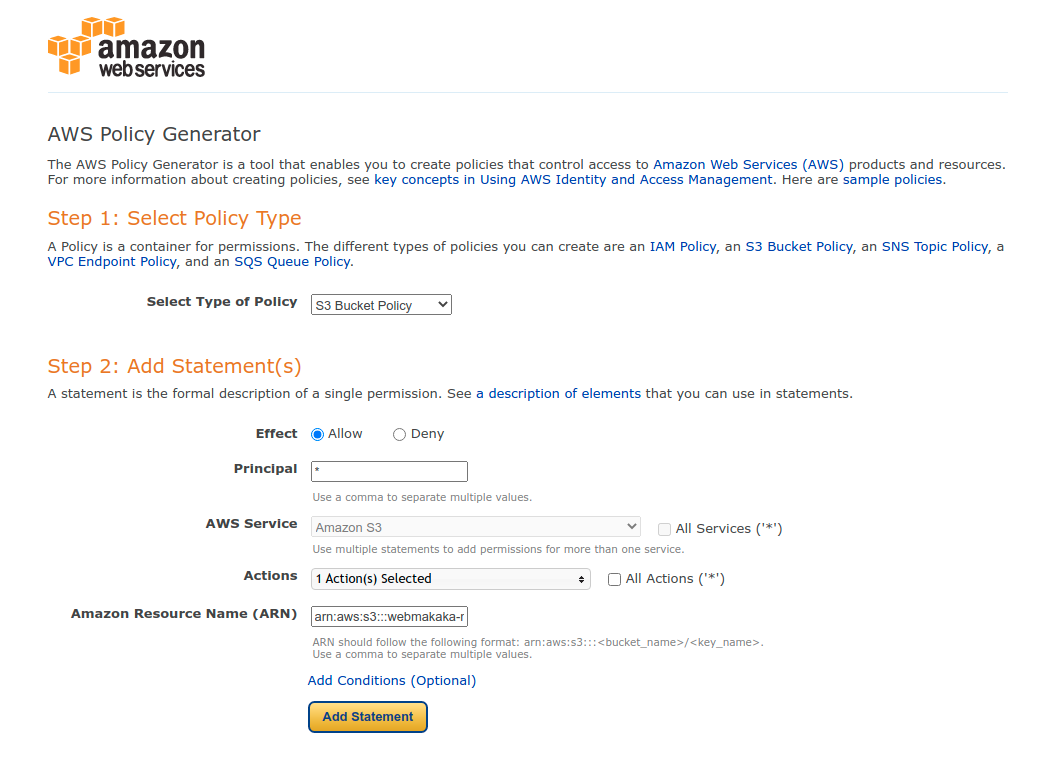 amazon
webservices
AWS Policy Generator
The AWS Policy Generator is a tool that enables you to create policies that control access to Amazon Web Services (AWS) products and resources.
For more information about creating policies, see key concepts in Using AWS Identity and Access Management. Here are sample policies.
Step 1: Select Policy Type
A Policy is a container for permissions. The different types of policies you can create are an IAM Policy, an S3 Bucket Policy, an SNS Topic Policy, a
VPC Endpoint Policy, and an SQS Queue Policy.
Select Type of Policy S3 Bucket Policy
Step 2: Add Statement(s)
A statement is the formal description of a single permission. See a description of elements that you can use in statements.
Effect Allow Deny
Principal *
Use a comma to separate multiple values.
AWS Service Amazon S3 All Services ('*')
Use multiple statements to add permissions for more than one service.
Actions 1 Action(s) Selected All Actions ('*')
Amazon Resource Name (ARN) arn:aws:s3:::webmakaka-
ARN should follow the following format: arn:aws:s3:::<bucket_name>/<key_name>.
Use a comma to separate multiple values.
Add Conditions (Optional)
Add Statement